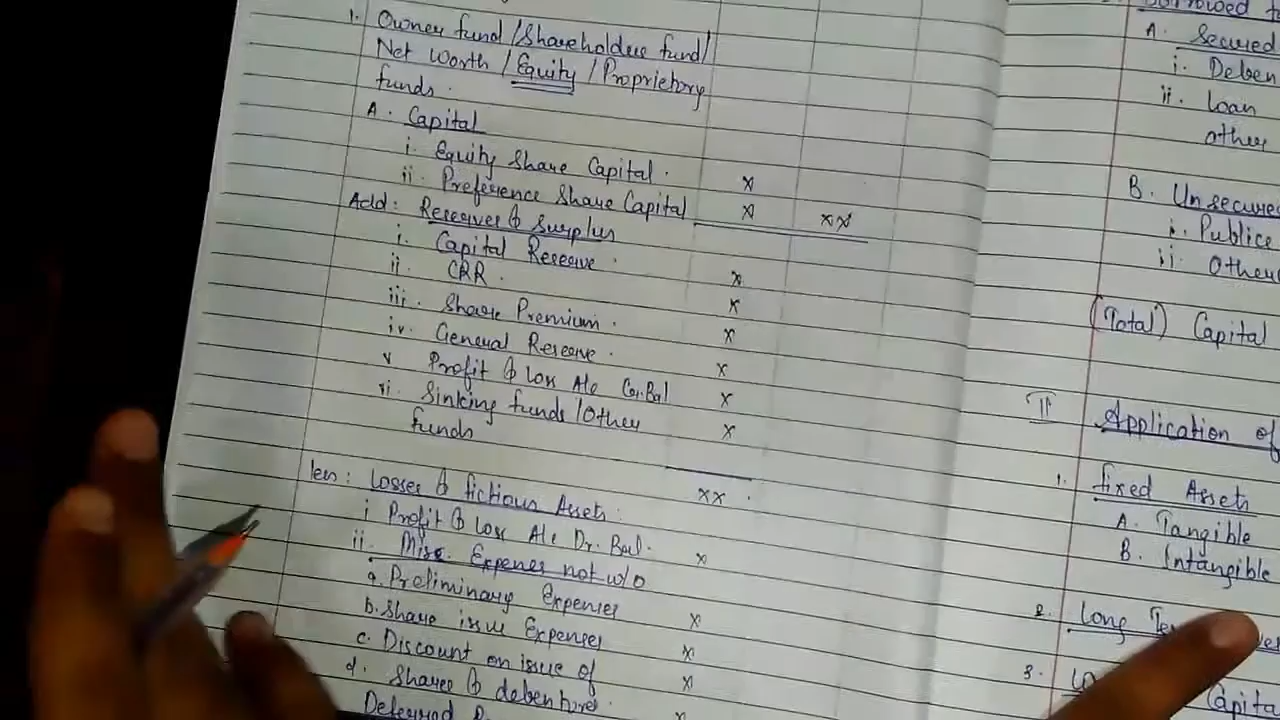 1. Owner fund / Shareholders fund/
Net Worth / Equity / Proprietory
funds.
A. Capital
i. Equity Share Capital. x
ii. Preference Share Capital x xx
Add: Reserves & Surplus
i. Capital Reserve x
ii. CRR. x
iii. Share Premium. x
iv. General Reserve. x
v Profit & Loss A/c Cr. Bal x
vi. Sinking funds / Other x
funds
xx
less: Losses & fictious Assets:
i Profit & Loss A/c Dr. Bal. x
ii. Misc. Expenses not w/o
a. Preliminary Expenses x
b. Share issue Expenses x
c. Discount on issue of x
d. Shares & debentures. x
Deferred
A. Secured
i. Deben
ii. Loan
other
B. Unsecured
i. Publice
ii. Other
(Total) Capital
II Application of
1. fixed Assets
A. Tangible
B. Intangible
2. Long
3. Capita